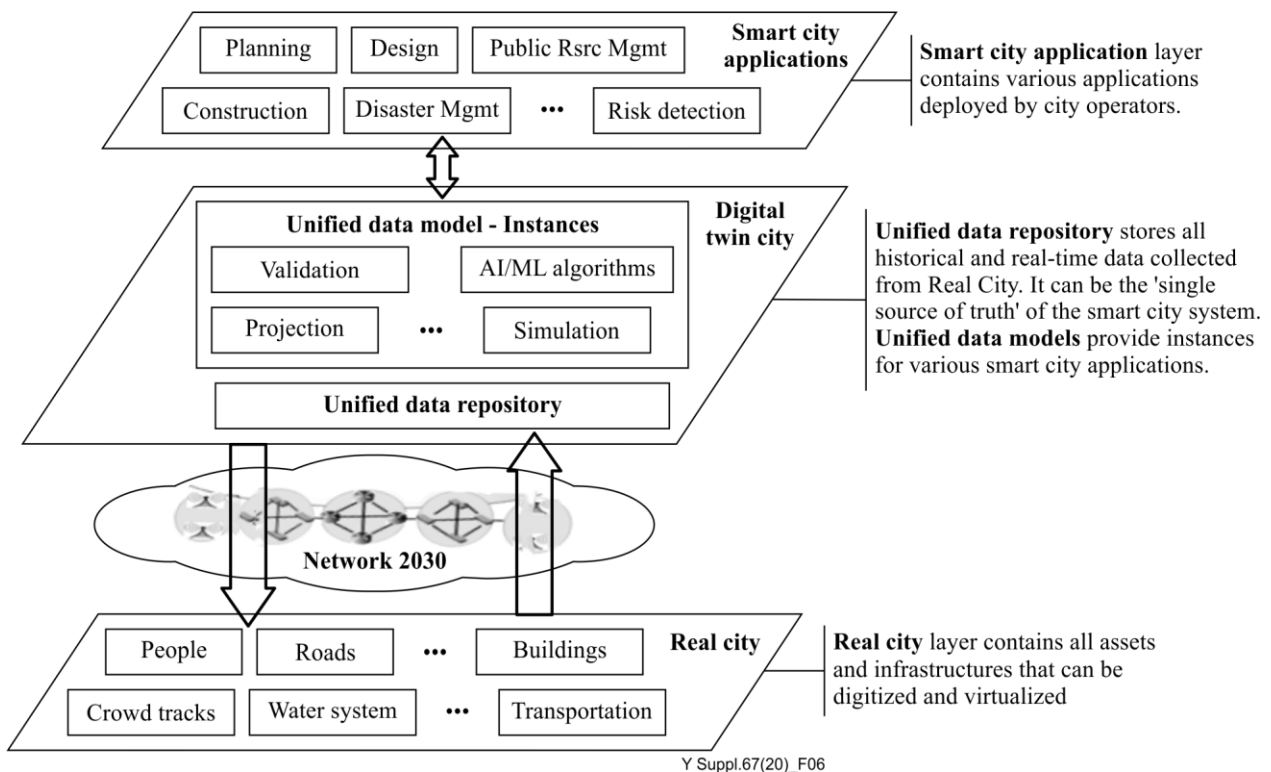 Planning
Design
Public Rsrc Mgmt
Smart city
applications
Construction
Disaster Mgmt
•••
Risk detection
Smart city application layer
contains various applications
deployed by city operators.
Unified data model - Instances
Digital
twin city
Validation
AI/ML algorithms
Projection
•••
Simulation
Unified data repository
Unified data repository stores all
historical and real-time data collected
from Real City. It can be the 'single
source of truth' of the smart city system.
Unified data models provide instances
for various smart city applications.
Network 2030
People
Roads
•••
Buildings
Real city
Crowd tracks
Water system
•••
Transportation
Real city layer contains all assets
and infrastructures that can be
digitized and virtualized
Y Suppl.67(20)_F06